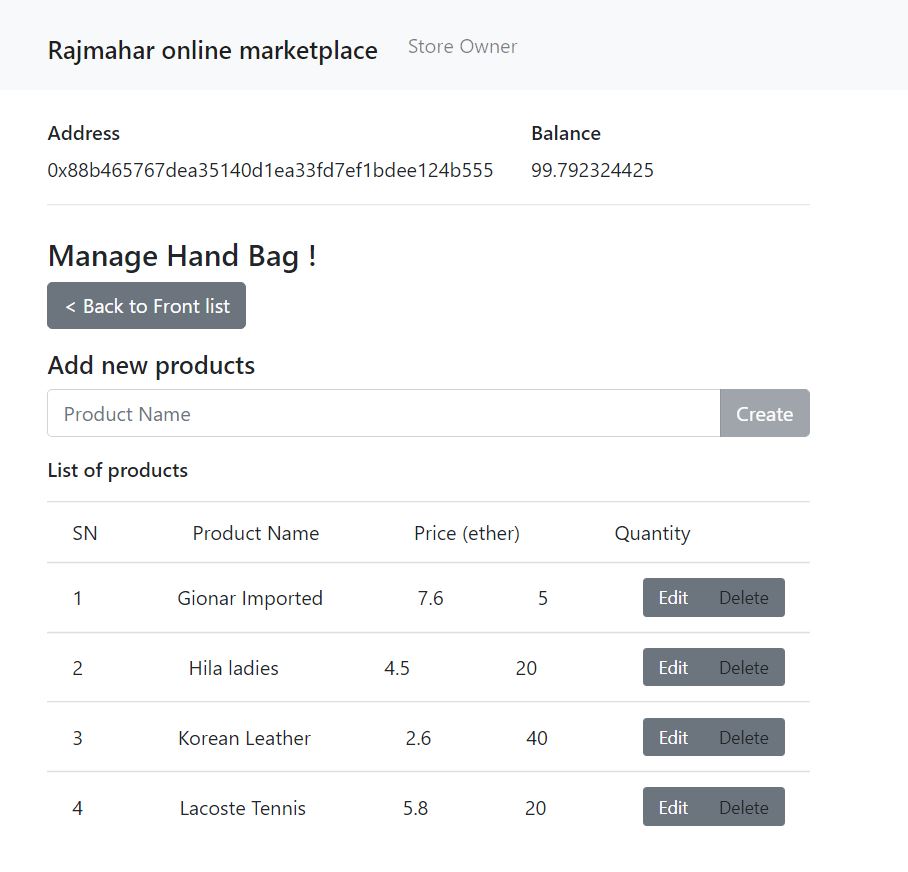 Rajmahar online marketplace Store Owner
Address Balance
0x88b465767dea35140d1ea33fd7ef1bdee124b555 99.792324425
Manage Hand Bag !
< Back to Front list
Add new products
Product Name Create
List of products
SN Product Name Price (ether) Quantity
1 Gionar Imported 7.6 5 Edit Delete
2 Hila ladies 4.5 20 Edit Delete
3 Korean Leather 2.6 40 Edit Delete
4 Lacoste Tennis 5.8 20 Edit Delete